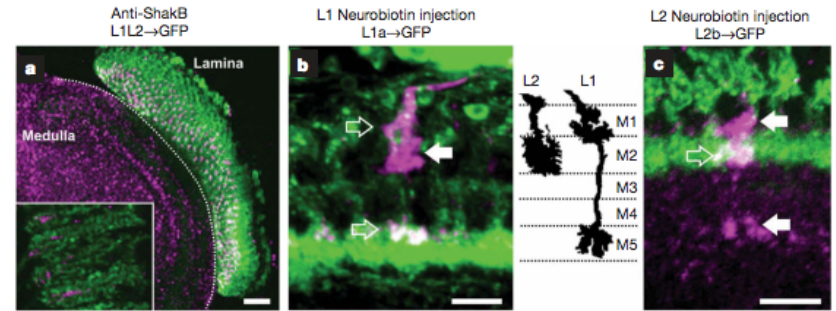 Anti-ShakB
L1L2→GFP
a
Lamina
Medulla
L1 Neurobiotin injection
L1a→GFP
b
L2 L1
M1
M2
M3
M4
M5
L2 Neurobiotin injection
L2b→GFP
c